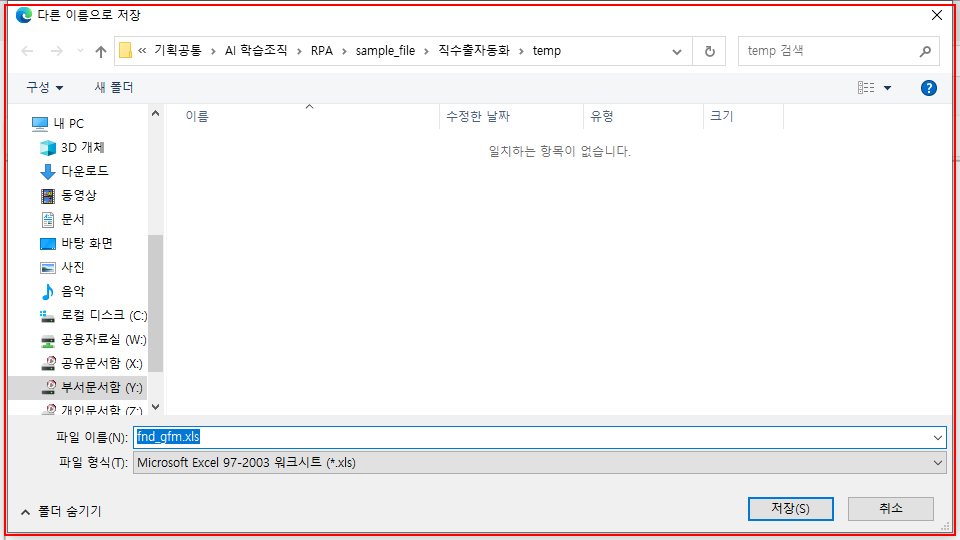 다른 이름으로 저장
« 기획공통 › AI 학습조직 › RPA › sample_file › 직수출자동화 › temp
temp 검색
구성
새 폴더
내 PC
3D 개체
다운로드
동영상
문서
바탕 화면
사진
음악
로컬 디스크 (C:)
공용자료실 (W:)
공유문서함 (X:)
부서문서함 (Y:)
개인문서함 (Z:)
이름 수정한 날짜 유형 크기
일치하는 항목이 없습니다.
파일 이름(N): fnd_gfm.xls
파일 형식(T): Microsoft Excel 97-2003 워크시트 (*.xls)
폴더 숨기기
저장(S)
취소